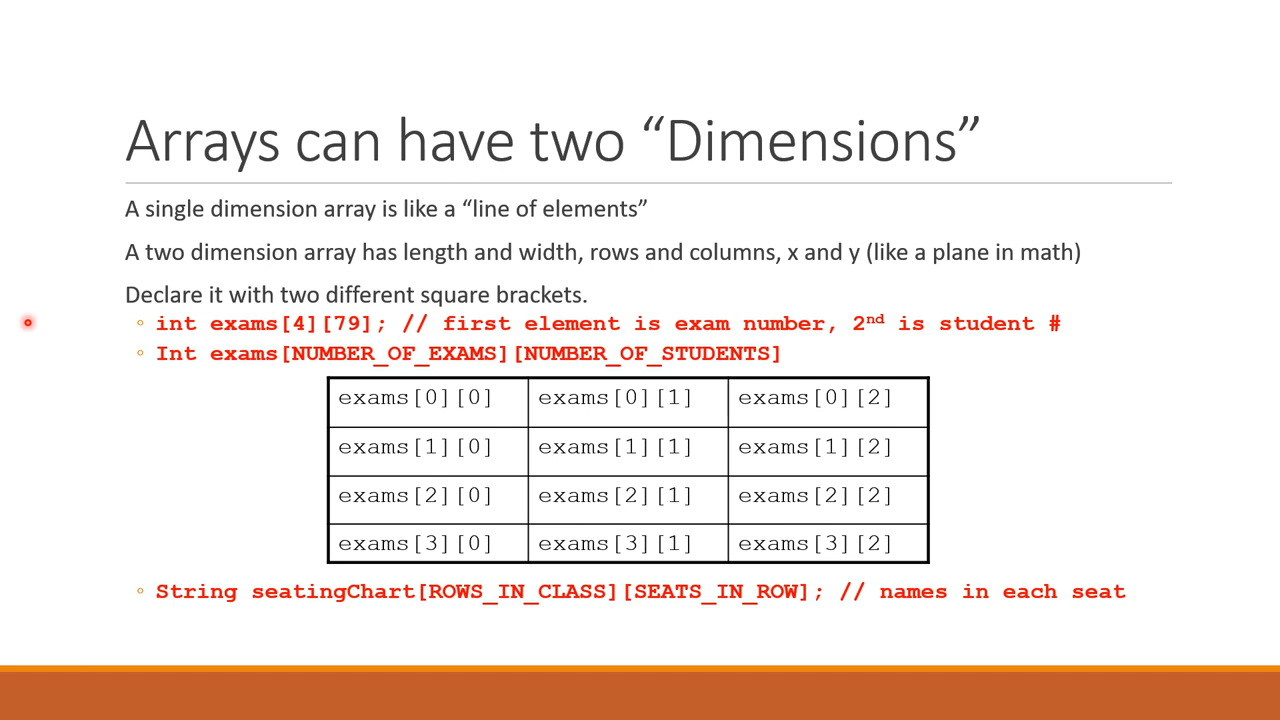 Arrays can have two “Dimensions”
A single dimension array is like a “line of elements”
A two dimension array has length and width, rows and columns, x and y (like a plane in math)
Declare it with two different square brackets.
int exams[4][79]; // first element is exam number, 2nd is student #
Int exams[NUMBER_OF_EXAMS][NUMBER_OF_STUDENTS]
exams[0][0] exams[0][1] exams[0][2]
exams[1][0] exams[1][1] exams[1][2]
exams[2][0] exams[2][1] exams[2][2]
exams[3][0] exams[3][1] exams[3][2]
String seatingChart[ROWS_IN_CLASS][SEATS_IN_ROW]; // names in each seat